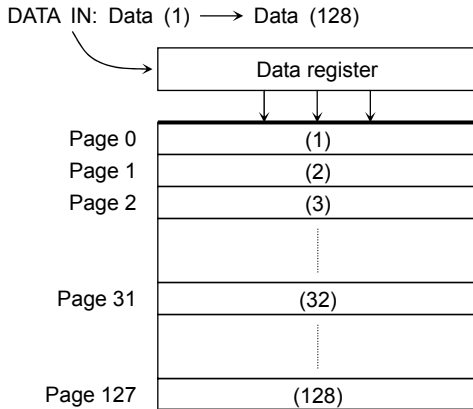 DATA IN: Data (1) → Data (128)
Data register
Page 0 (1)
Page 1 (2)
Page 2 (3)
Page 31 (32)
Page 127 (128)